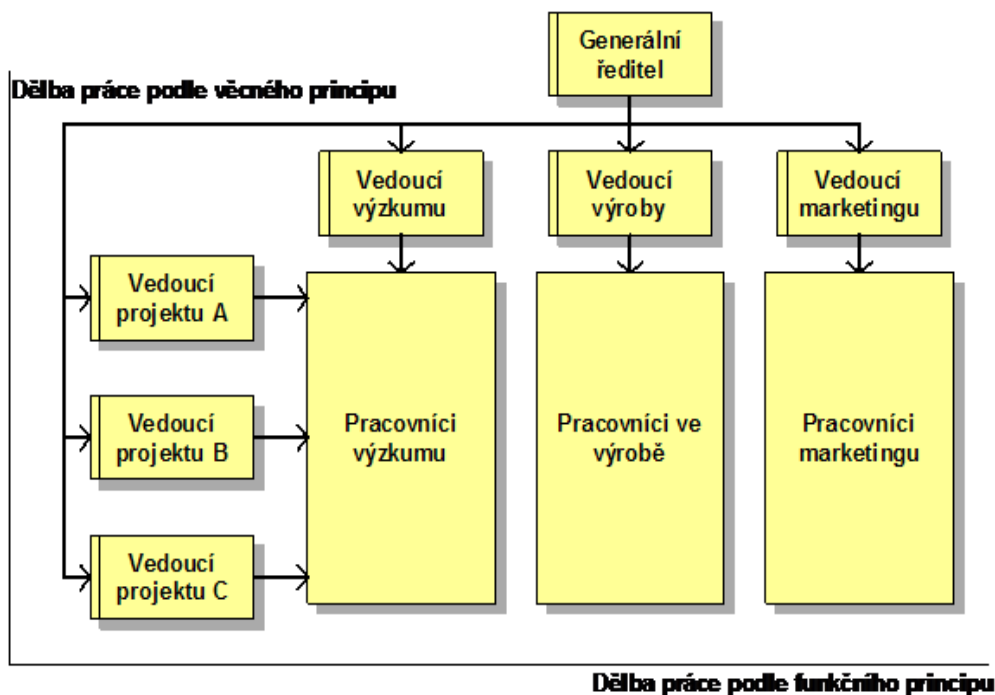 Generální
ředitel
Dělba práce podle věcného principu
Vedoucí
výzkumu
Vedoucí
výroby
Vedoucí
marketingu
Vedoucí
projektu A
Vedoucí
projektu B
Vedoucí
projektu C
Pracovníci
výzkumu
Pracovníci ve
výrobě
Pracovníci
marketingu
Dělba práce podle funkčního principu